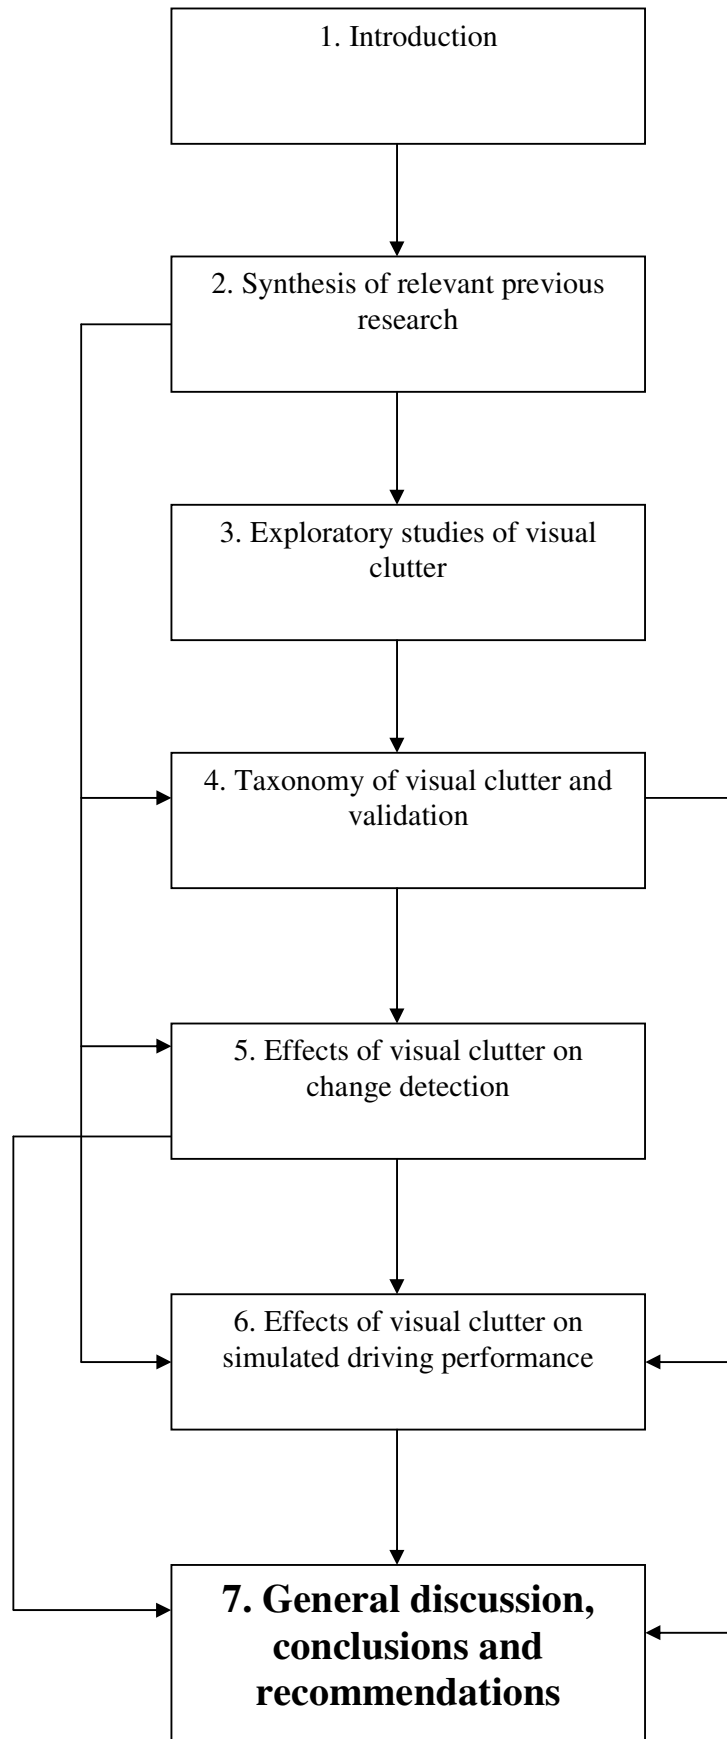 1. Introduction
2. Synthesis of relevant previous
research
3. Exploratory studies of visual
clutter
4. Taxonomy of visual clutter and
validation
5. Effects of visual clutter on
change detection
6. Effects of visual clutter on
simulated driving performance
7. General discussion,
conclusions and
recommendations